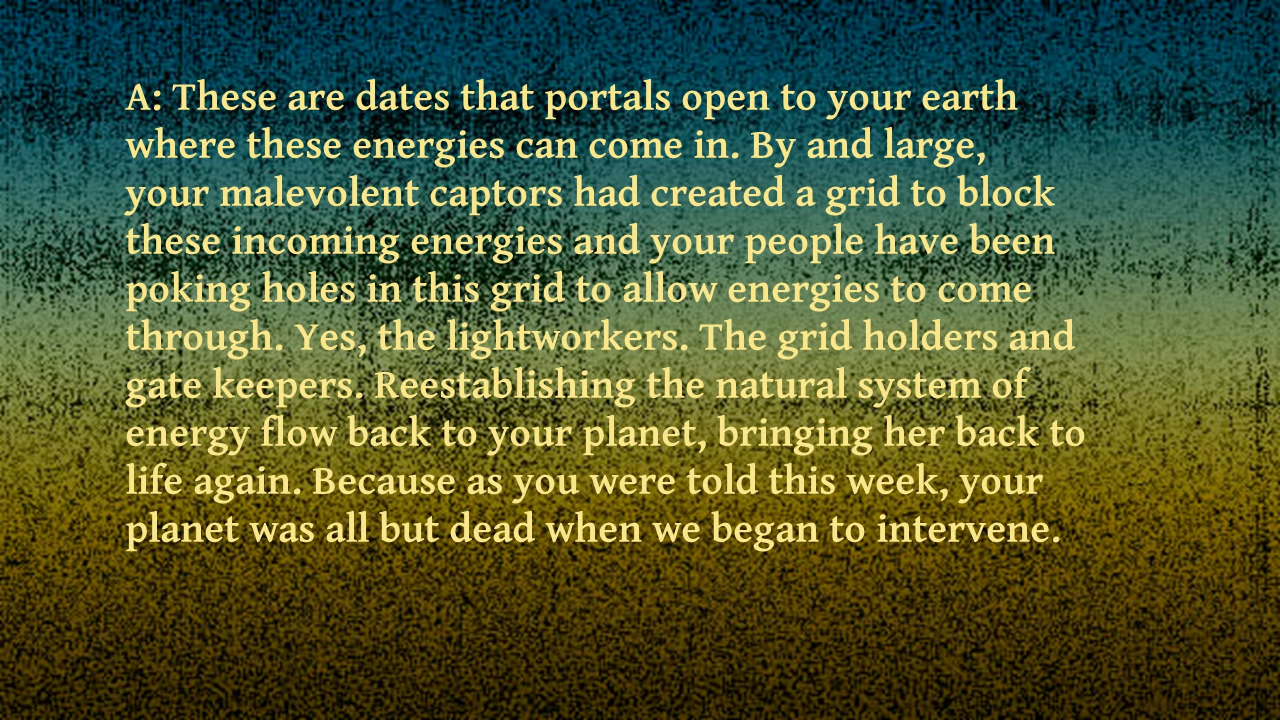 A: These are dates that portals open to your earth
where these energies can come in. By and large,
your malevolent captors had created a grid to block
these incoming energies and your people have been
poking holes in this grid to allow energies to come
through. Yes, the lightworkers. The grid holders and
gate keepers. Reestablishing the natural system of
energy flow back to your planet, bringing her back to
life again. Because as you were told this week, your
planet was all but dead when we began to intervene.